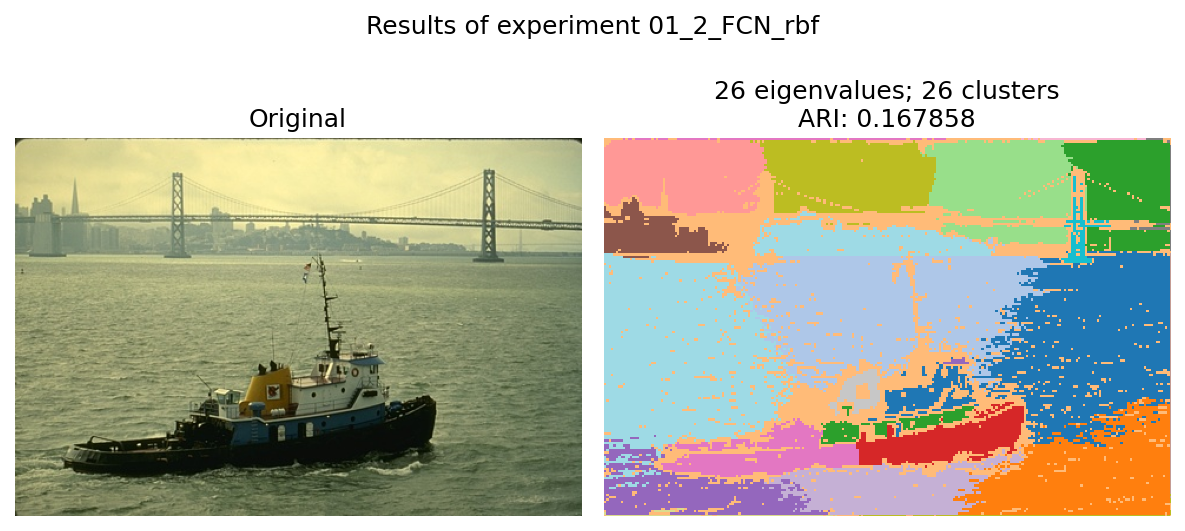 Results of experiment 01_2_FCN_rbf
Original
26 eigenvalues; 26 clusters
ARI: 0.167858